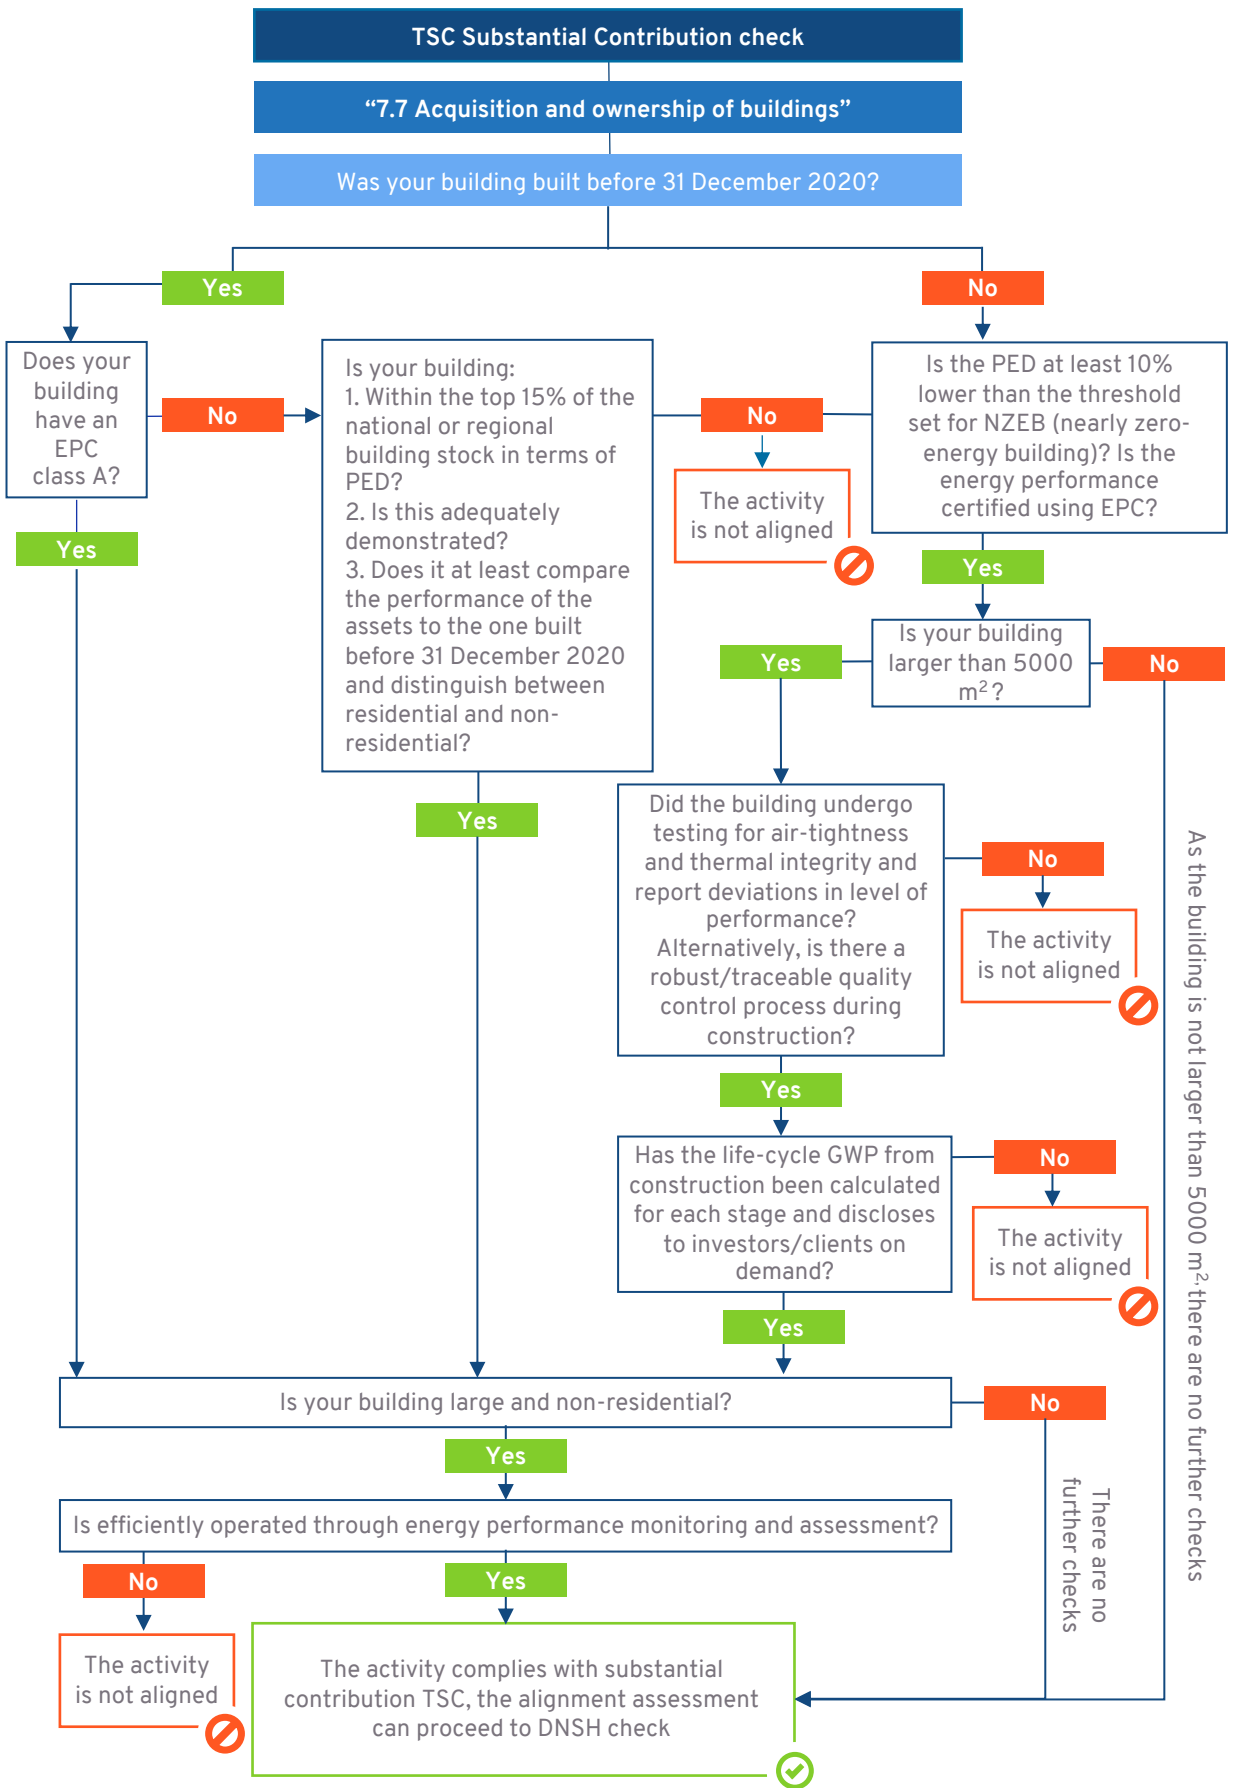 TSC Substantial Contribution check
“7.7 Acquisition and ownership of buildings”
Was your building built before 31 December 2020?
Yes
No
Does your
building
have an
EPC
class A?
No
Yes
Is your building:
1. Within the top 15% of the
national or regional
building stock in terms of
PED?
2. Is this adequately
demonstrated?
3. Does it at least compare
the performance of the
assets to the one built
before 31 December 2020
and distinguish between
residential and non-
residential?
Yes
No
The activity
is not aligned
Is the PED at least 10%
lower than the threshold
set for NZEB (nearly zero-
energy building)? Is the
energy performance
certified using EPC?
Yes
Is your building
larger than 5000
m²?
Yes
No
As the building is not larger than 5000 m², there are no further checks
Did the building undergo
testing for air-tightness
and thermal integrity and
report deviations in level of
performance?
Alternatively, is there a
robust/traceable quality
control process during
construction?
No
The activity
is not aligned
Yes
Has the life-cycle GWP from
construction been calculated
for each stage and discloses
to investors/clients on
demand?
No
The activity
is not aligned
Yes
Is your building large and non-residential?
No
There are no
further checks
Yes
Is efficiently operated through energy performance monitoring and assessment?
No
Yes
The activity
is not aligned
The activity complies with substantial
contribution TSC, the alignment assessment
can proceed to DNSH check